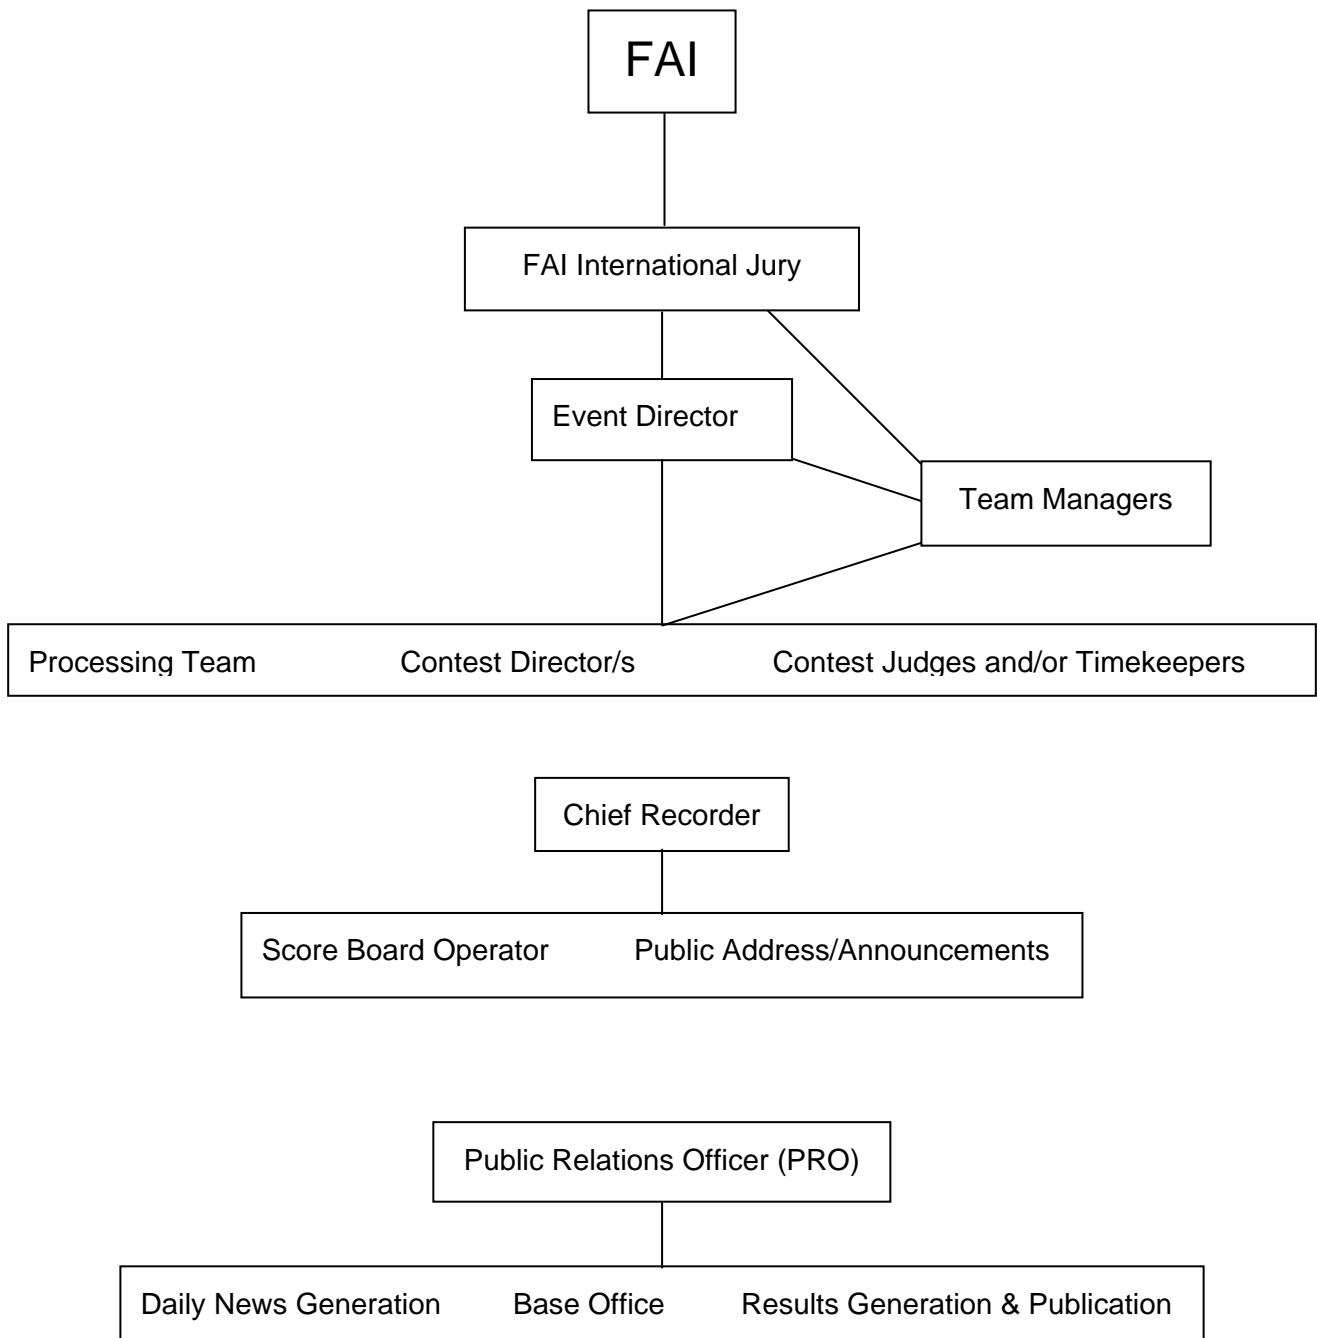 FAI
FAI International Jury
Event Director
Team Managers
Processing Team Contest Director/s Contest Judges and/or Timekeepers
Chief Recorder
Score Board Operator Public Address/Announcements
Public Relations Officer (PRO)
Daily News Generation Base Office Results Generation & Publication